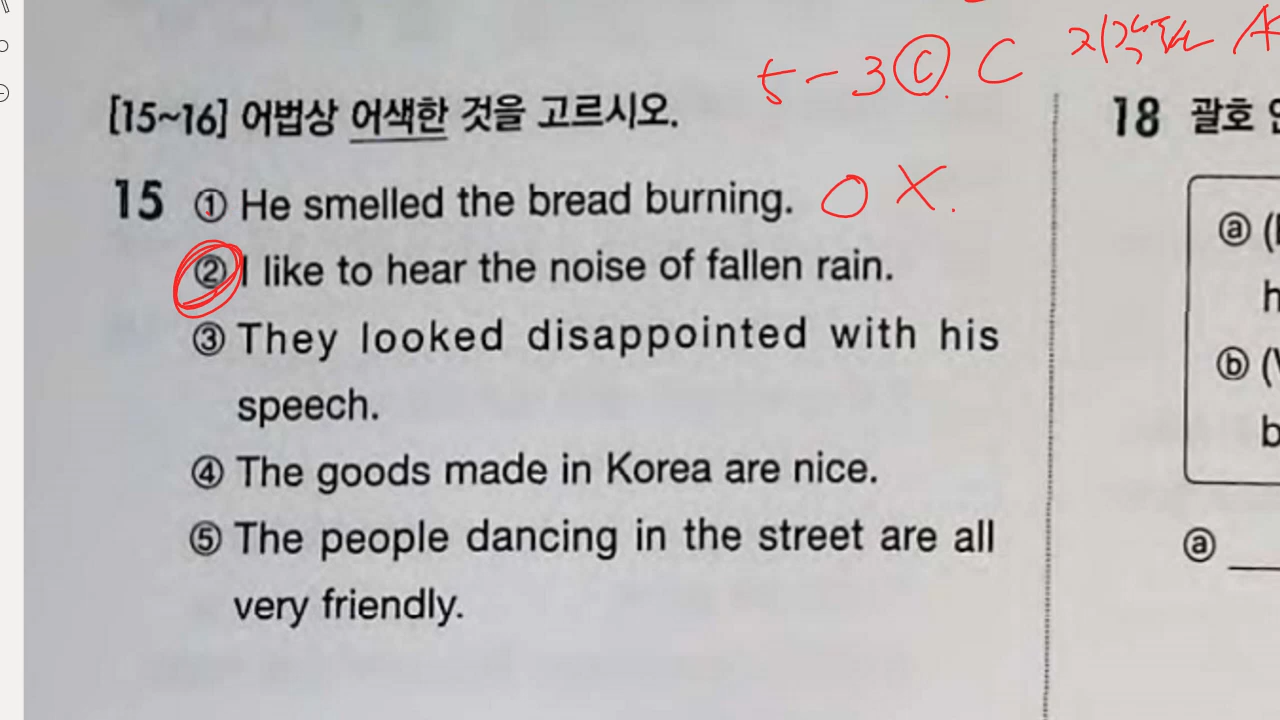 5-3 ⓒ. C 지각동사
[15~16] 어법상 어색한 것을 고르시오.
15 ① He smelled the bread burning. O X.
② I like to hear the noise of fallen rain.
③ They looked disappointed with his
speech.
④ The goods made in Korea are nice.
⑤ The people dancing in the street are all
very friendly.
18 괄호
ⓐ (
h
ⓑ (
b
ⓐ